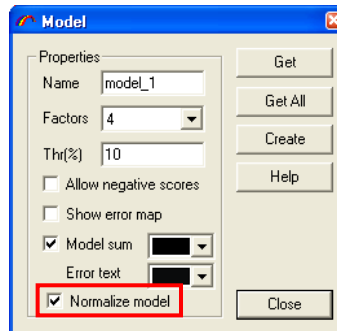 Model
Properties
Name model_1
Factors 4
Thr(%) 10
Allow negative scores
Show error map
Model sum
Error text
Normalize model
Get
Get All
Create
Help
Close